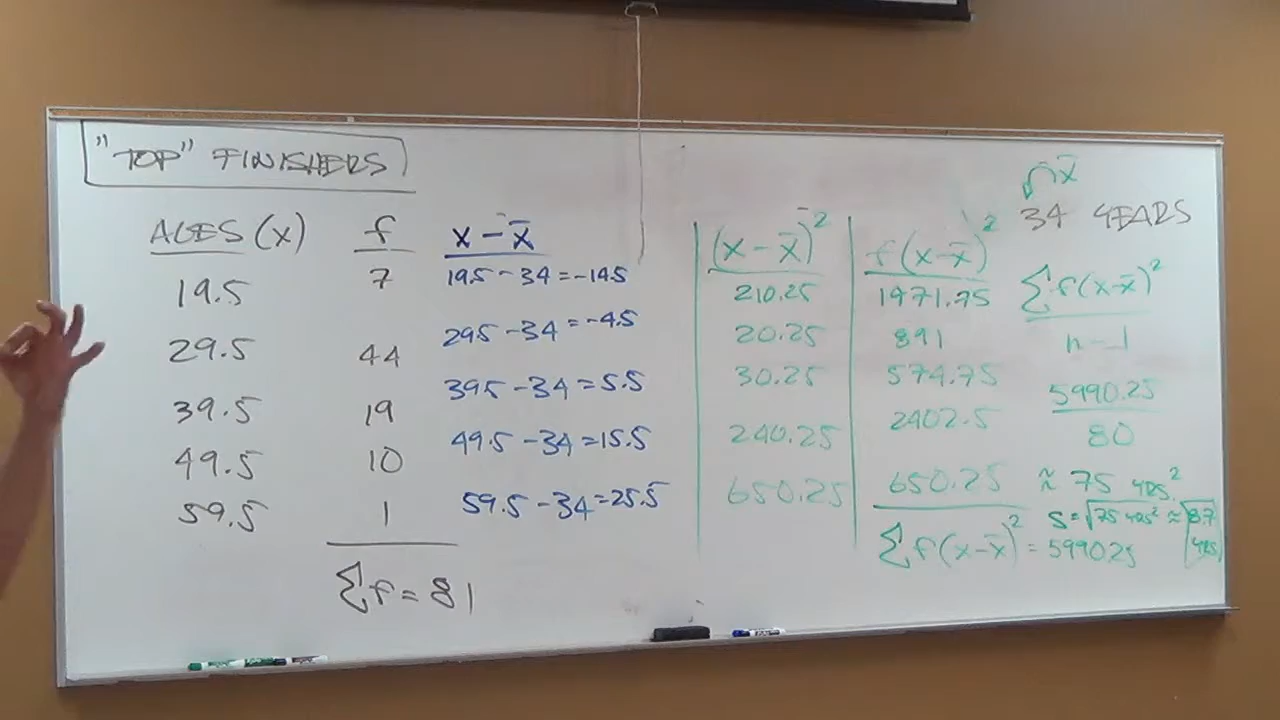 "TOP" FINISHERS
x̄
34 YEARS
AGES (x) f x - x̄ (x - x̄)² f(x-x̄)²
19.5 7 19.5 - 34 = -14.5 210.25 1471.75
29.5 44 29.5 - 34 = -4.5 20.25 891
39.5 19 39.5 - 34 = 5.5 30.25 574.75
49.5 10 49.5 - 34 = 15.5 240.25 2402.5
59.5 1 59.5 - 34 = 25.5 650.25 650.25
Σf = 81
Σf(x-x̄)² = 5990.25
Σf(x-x̄)²
n - 1
5990.25
80
≈ 75 YRS.²
S = √75 YRS² ≈ 8.7 YRS